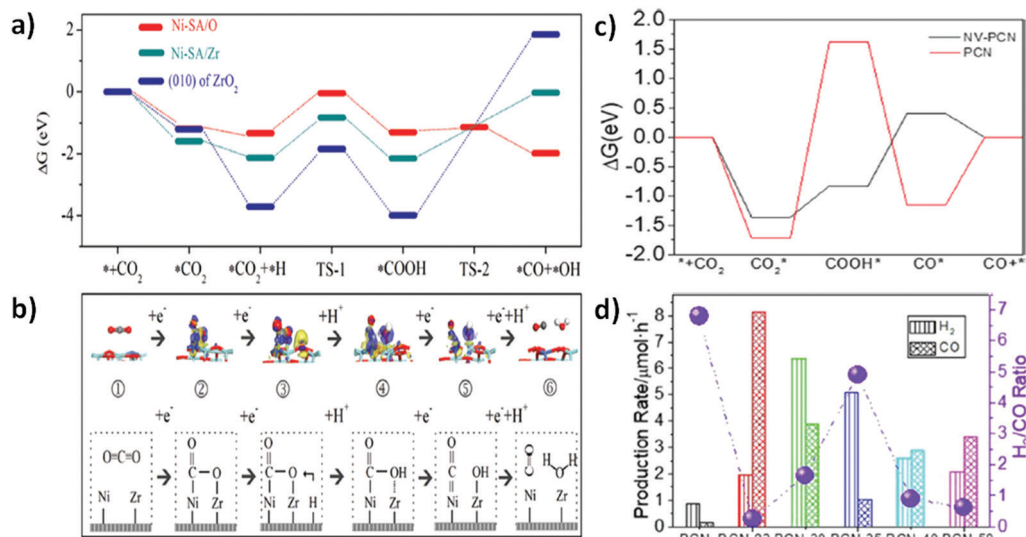 a)
Ni-SA/O
Ni-SA/Zr
(010) of ZrO2
2
0
-2
-4
ΔG (eV)
*+CO2 *CO2 *CO2+*H TS-1 *COOH TS-2 *CO+*OH
b)
+e- +e- +H+ +e- +e-+H+
① ② ③ ④ ⑤ ⑥
+e- +e- +H+ +e- +e-+H+
O=C=O
O O O O
C O C O C OH C OH H O H
Ni Zr Ni Zr Ni Zr H Ni Zr Ni Zr Ni Zr
c)
NV-PCN
PCN
2.0
1.5
1.0
0.5
0.0
-0.5
-1.0
-1.5
-2.0
ΔG(eV)
*+CO2 CO2* COOH* CO* CO+*
d)
H2
CO
8
7
6
5
4
3
2
1
0
Production Rate/μmol·h-1
7
6
5
4
3
2
1
0
H2/CO Ratio